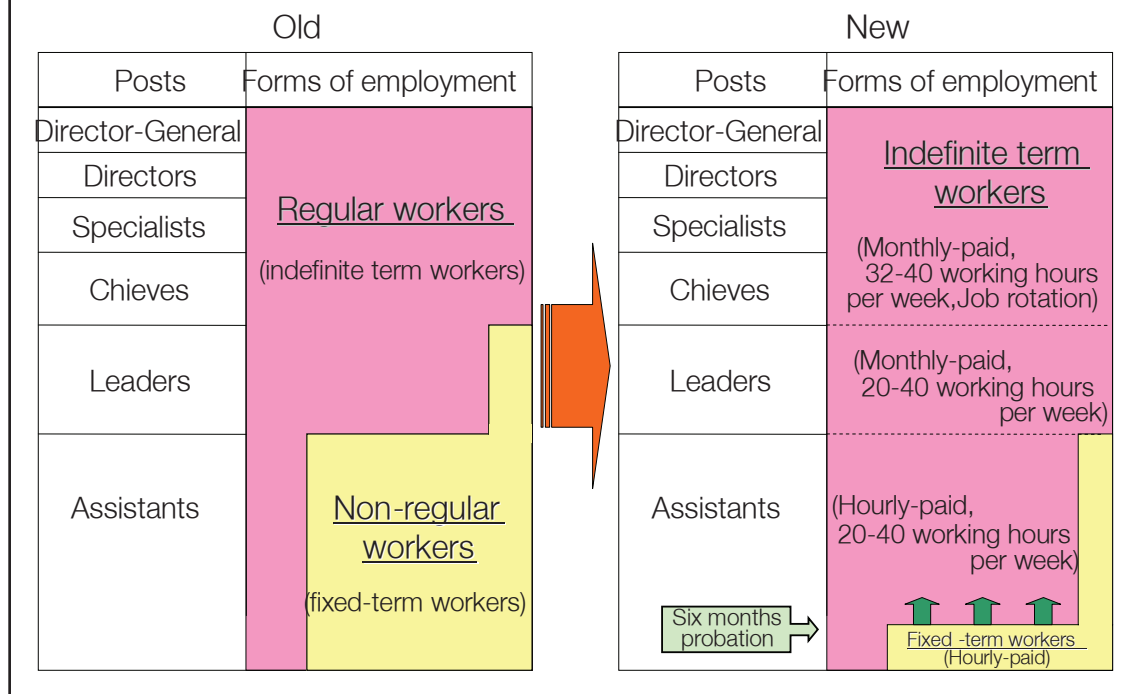 Old
Posts
Forms of employment
Director-General
Directors
Specialists
Chieves
Leaders
Assistants
Regular workers
(indefinite term workers)
Non-regular
workers
(fixed-term workers)
New
Posts
Forms of employment
Director-General
Directors
Specialists
Chieves
Leaders
Assistants
Indefinite term
workers
(Monthly-paid,
32-40 working hours
per week,Job rotation)
(Monthly-paid,
20-40 working hours
per week)
(Hourly-paid,
20-40 working hours
per week)
Six months
probation
Fixed -term workers
(Hourly-paid)